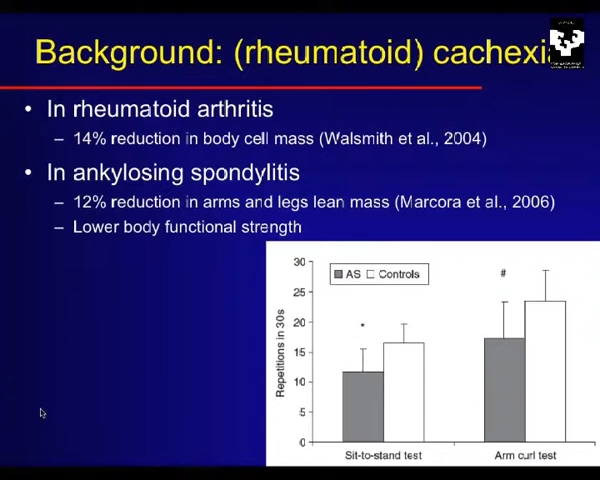 Background: (rheumatoid) cachexia
• In rheumatoid arthritis
– 14% reduction in body cell mass (Walsmith et al., 2004)
• In ankylosing spondylitis
– 12% reduction in arms and legs lean mass (Marcora et al., 2006)
– Lower body functional strength
30
25
20
15
10
5
0
Repetitions in 30s
AS Controls
*
#
Sit-to-stand test
Arm curl test